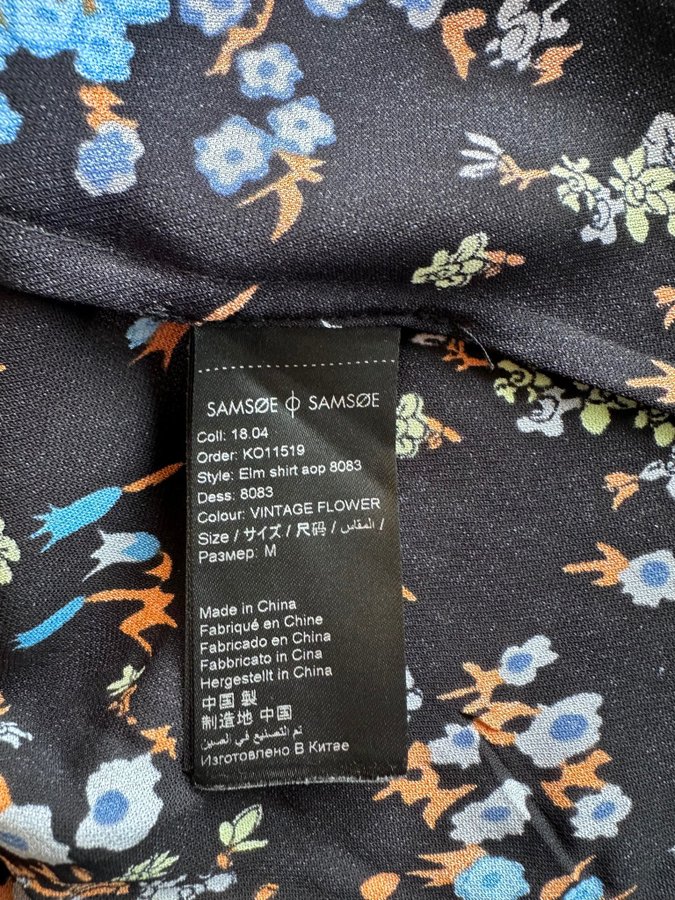 SAMSØE ɸ SAMSØE
Coll: 18.04
Order: KO11519
Style: Elm shirt aop 8083
Dess: 8083
Colour: VINTAGE FLOWER
Size / サイズ / 尺码 / المقاس /
Размер: M
Made in China
Fabriqué en Chine
Fabricado en China
Fabbricato in Cina
Hergestellt in China
中国 製
制造地 中国
تم التصنيع في الصين
Изготовлено В Китае